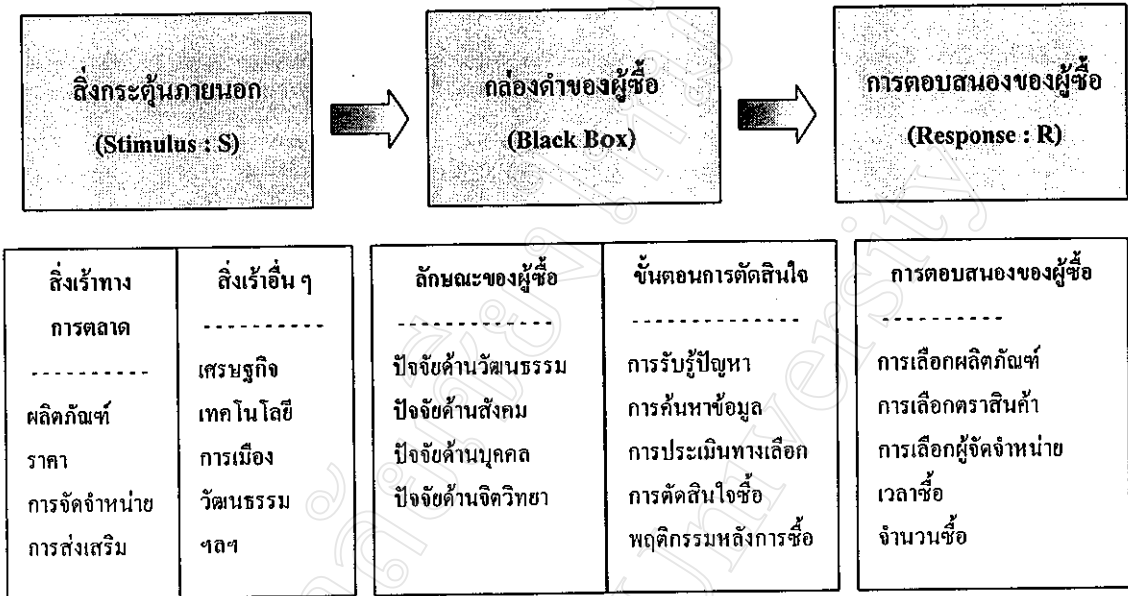 สิ่งกระตุ้นภายนอก
(Stimulus : S)
กล่องดำของผู้ซื้อ
(Black Box)
การตอบสนองของผู้ซื้อ
(Response : R)
สิ่งเร้าทาง
การตลาด
ผลิตภัณฑ์
ราคา
การจัดจำหน่าย
การส่งเสริม
สิ่งเร้าอื่น ๆ
เศรษฐกิจ
เทคโนโลยี
การเมือง
วัฒนธรรม
ฯลฯ
ลักษณะของผู้ซื้อ
ปัจจัยด้านวัฒนธรรม
ปัจจัยด้านสังคม
ปัจจัยด้านบุคคล
ปัจจัยด้านจิตวิทยา
ขั้นตอนการตัดสินใจ
การรับรู้ปัญหา
การค้นหาข้อมูล
การประเมินทางเลือก
การตัดสินใจซื้อ
พฤติกรรมหลังการซื้อ
การตอบสนองของผู้ซื้อ
การเลือกผลิตภัณฑ์
การเลือกตราสินค้า
การเลือกผู้จัดจำหน่าย
เวลาซื้อ
จำนวนซื้อ
University